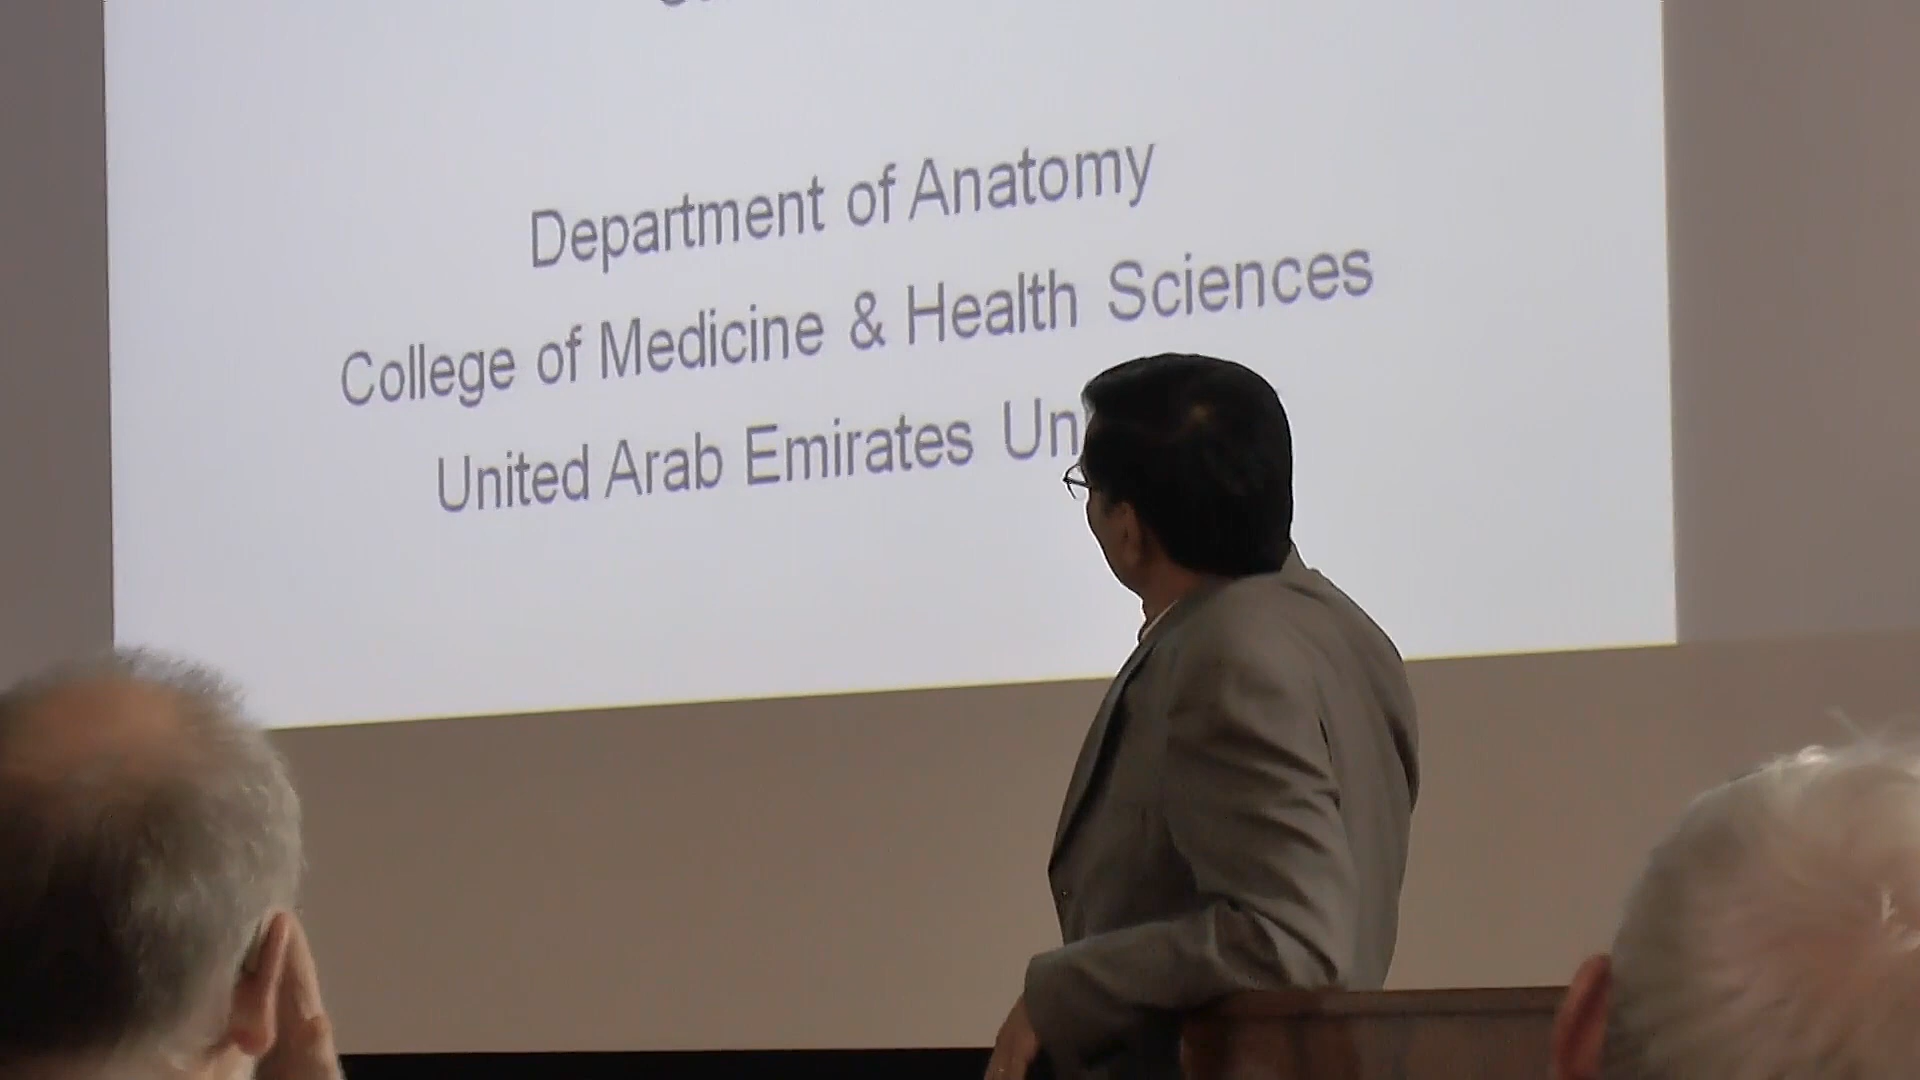 Department of Anatomy
College of Medicine & Health Sciences
United Arab Emirates Un